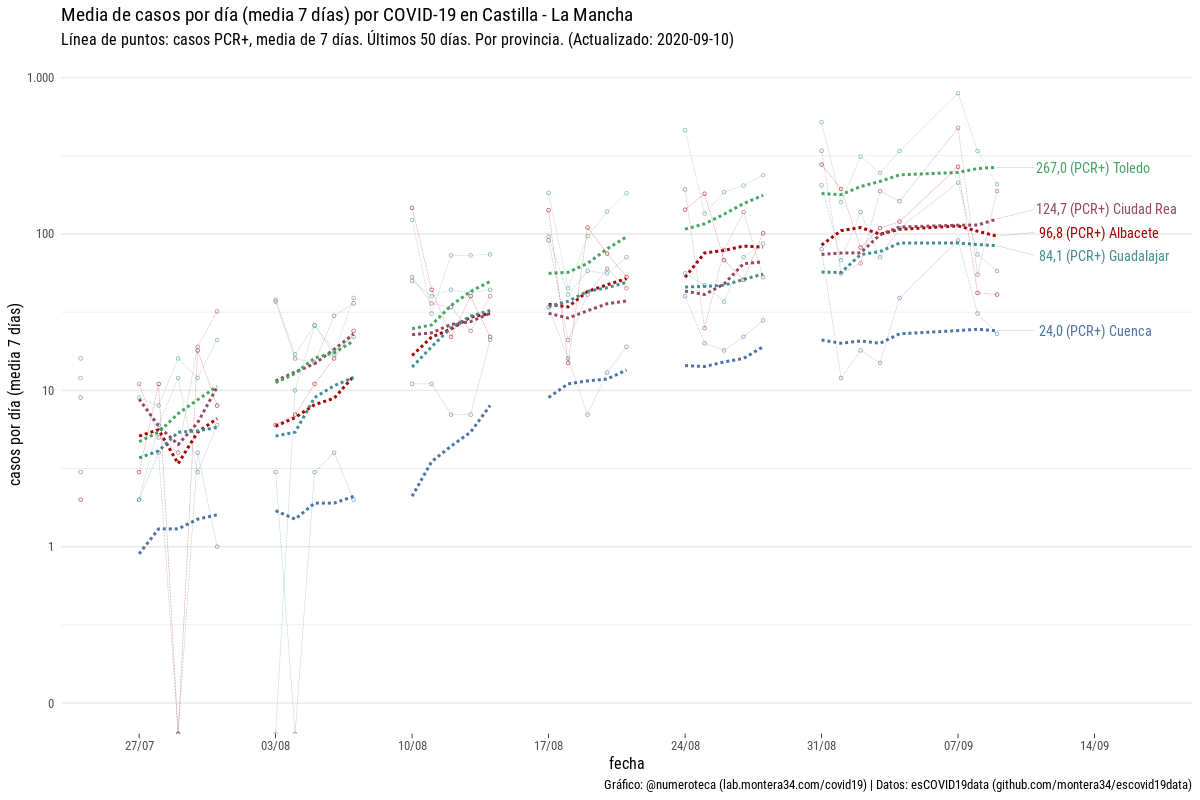 Media de casos por día (media 7 días) por COVID-19 en Castilla - La Mancha
Línea de puntos: casos PCR+, media de 7 días. Últimos 50 días. Por provincia. (Actualizado: 2020-09-10)
casos por día (media 7 días)
1.000
100
10
1
0
267,0 (PCR+) Toledo
124,7 (PCR+) Ciudad Rea
96,8 (PCR+) Albacete
84,1 (PCR+) Guadalajar
24,0 (PCR+) Cuenca
27/07
03/08
10/08
17/08
24/08
31/08
07/09
14/09
fecha
Gráfico: @numeroteca (lab.montera34.com/covid19) | Datos: esCOVID19data (github.com/montera34/escovid19data)